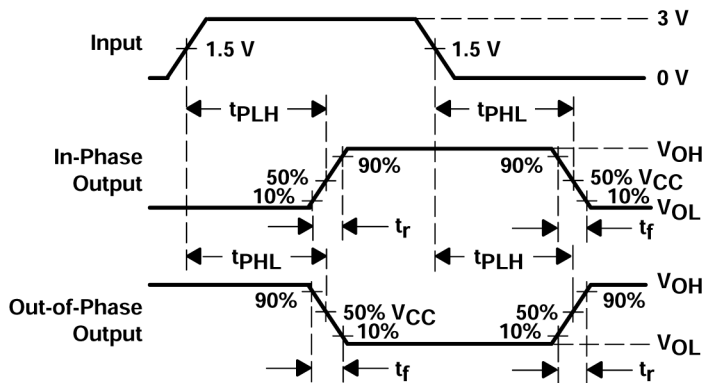 3 V
Input
1.5 V
1.5 V
0 V
tPLH
tPHL
In-Phase
Output
VOH
90%
90%
50%
50% VCC
10%
10%
VOL
tr
tf
tPHL
tPLH
Out-of-Phase
Output
VOH
90%
90%
50% VCC
50%
10%
10%
VOL
tf
tr